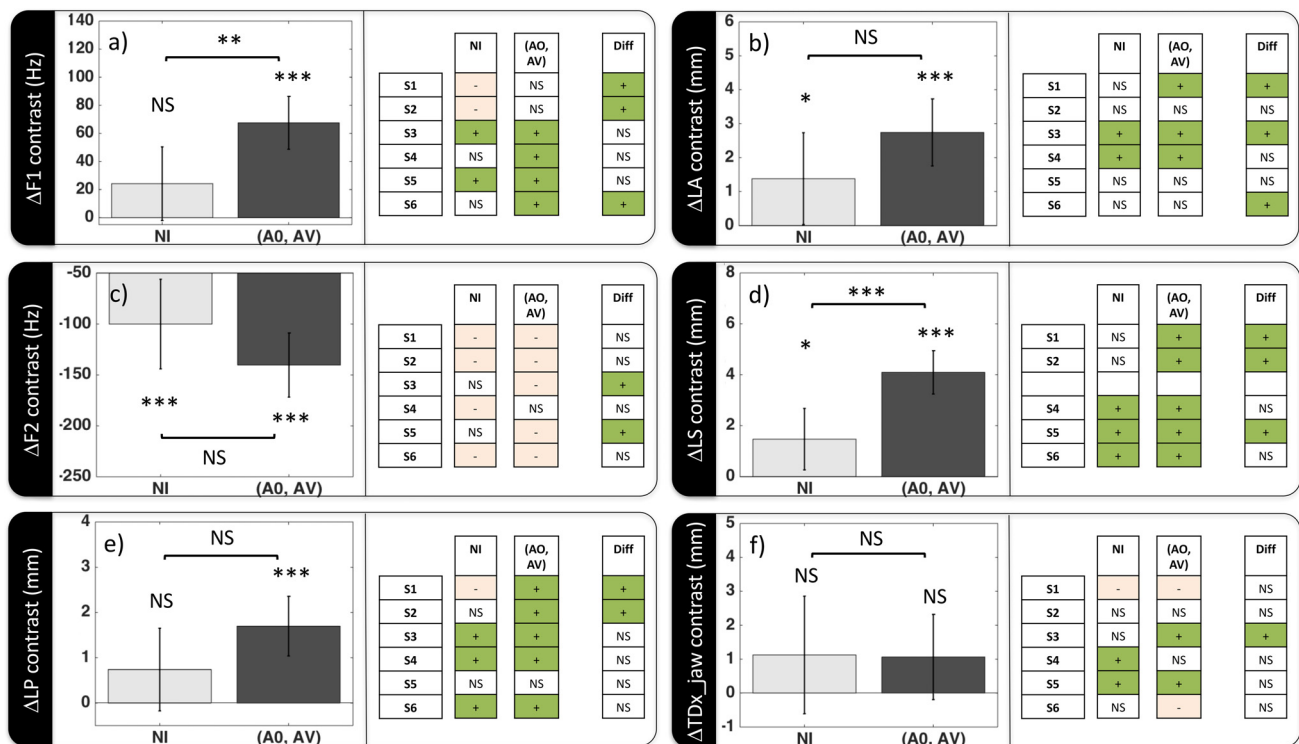 ΔF1 contrast (Hz)
a)
140
120
100
80
60
40
20
0
**
NS
***
NI
(A0, AV)
NI (AO, AV) Diff
S1 - NS +
S2 - NS +
S3 + + NS
S4 NS + NS
S5 + + NS
S6 NS + +
ΔLA contrast (mm)
b)
6
5
4
3
2
1
0
NS
*
***
NI
(A0, AV)
NI (AO, AV) Diff
S1 NS + +
S2 NS NS NS
S3 + + +
S4 + + NS
S5 NS NS NS
S6 NS NS +
ΔF2 contrast (Hz)
c)
-50
-100
-150
-200
-250
***
***
NS
NI
(A0, AV)
NI (AO, AV) Diff
S1 - - NS
S2 - - NS
S3 NS - +
S4 - NS NS
S5 NS - +
S6 - - NS
ΔLS contrast (mm)
d)
8
6
4
2
0
***
*
***
NI
(A0, AV)
NI (AO, AV) Diff
S1 NS + +
S2 NS + +
S4 + + NS
S5 + + +
S6 + + NS
ΔLP contrast (mm)
e)
4
3
2
1
0
NS
NS
***
NI
(A0, AV)
NI (AO, AV) Diff
S1 - + +
S2 NS + +
S3 + + NS
S4 + + NS
S5 NS NS NS
S6 + + NS
ΔTDx_jaw contrast (mm)
f)
5
4
3
2
1
0
-1
NS
NS
NS
NI
(A0, AV)
NI (AO, AV) Diff
S1 - - NS
S2 NS NS NS
S3 NS + +
S4 + NS NS
S5 + + NS
S6 NS - NS